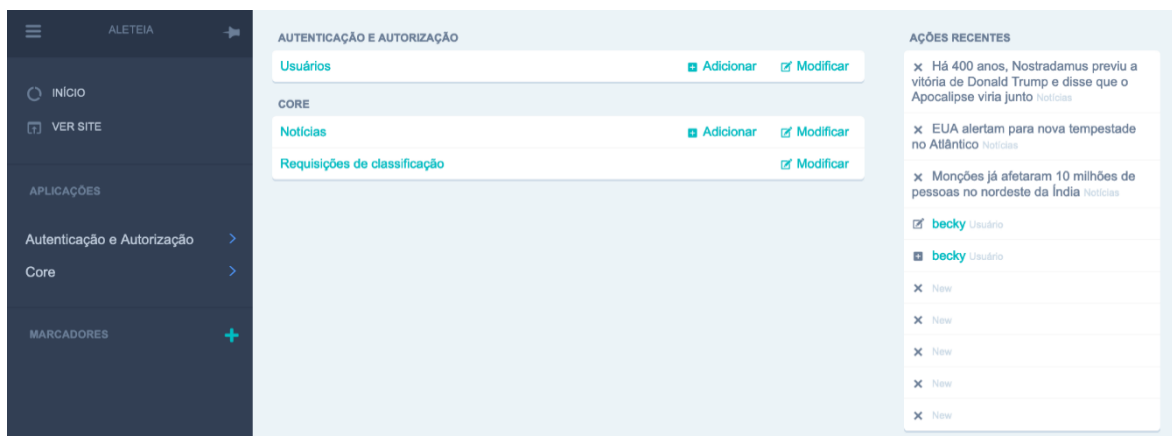 ALETEIA
INÍCIO
VER SITE
APLICAÇÕES
Autenticação e Autorização
Core
MARCADORES
AUTENTICAÇÃO E AUTORIZAÇÃO
Usuários Adicionar Modificar
CORE
Notícias Adicionar Modificar
Requisições de classificação Modificar
AÇÕES RECENTES
Há 400 anos, Nostradamus previu a
vitória de Donald Trump e disse que o
Apocalipse viria junto Notícias
EUA alertam para nova tempestade
no Atlântico Notícias
Monções já afetaram 10 milhões de
pessoas no nordeste da Índia Notícias
becky Usuário
becky Usuário
New
New
New
New
New